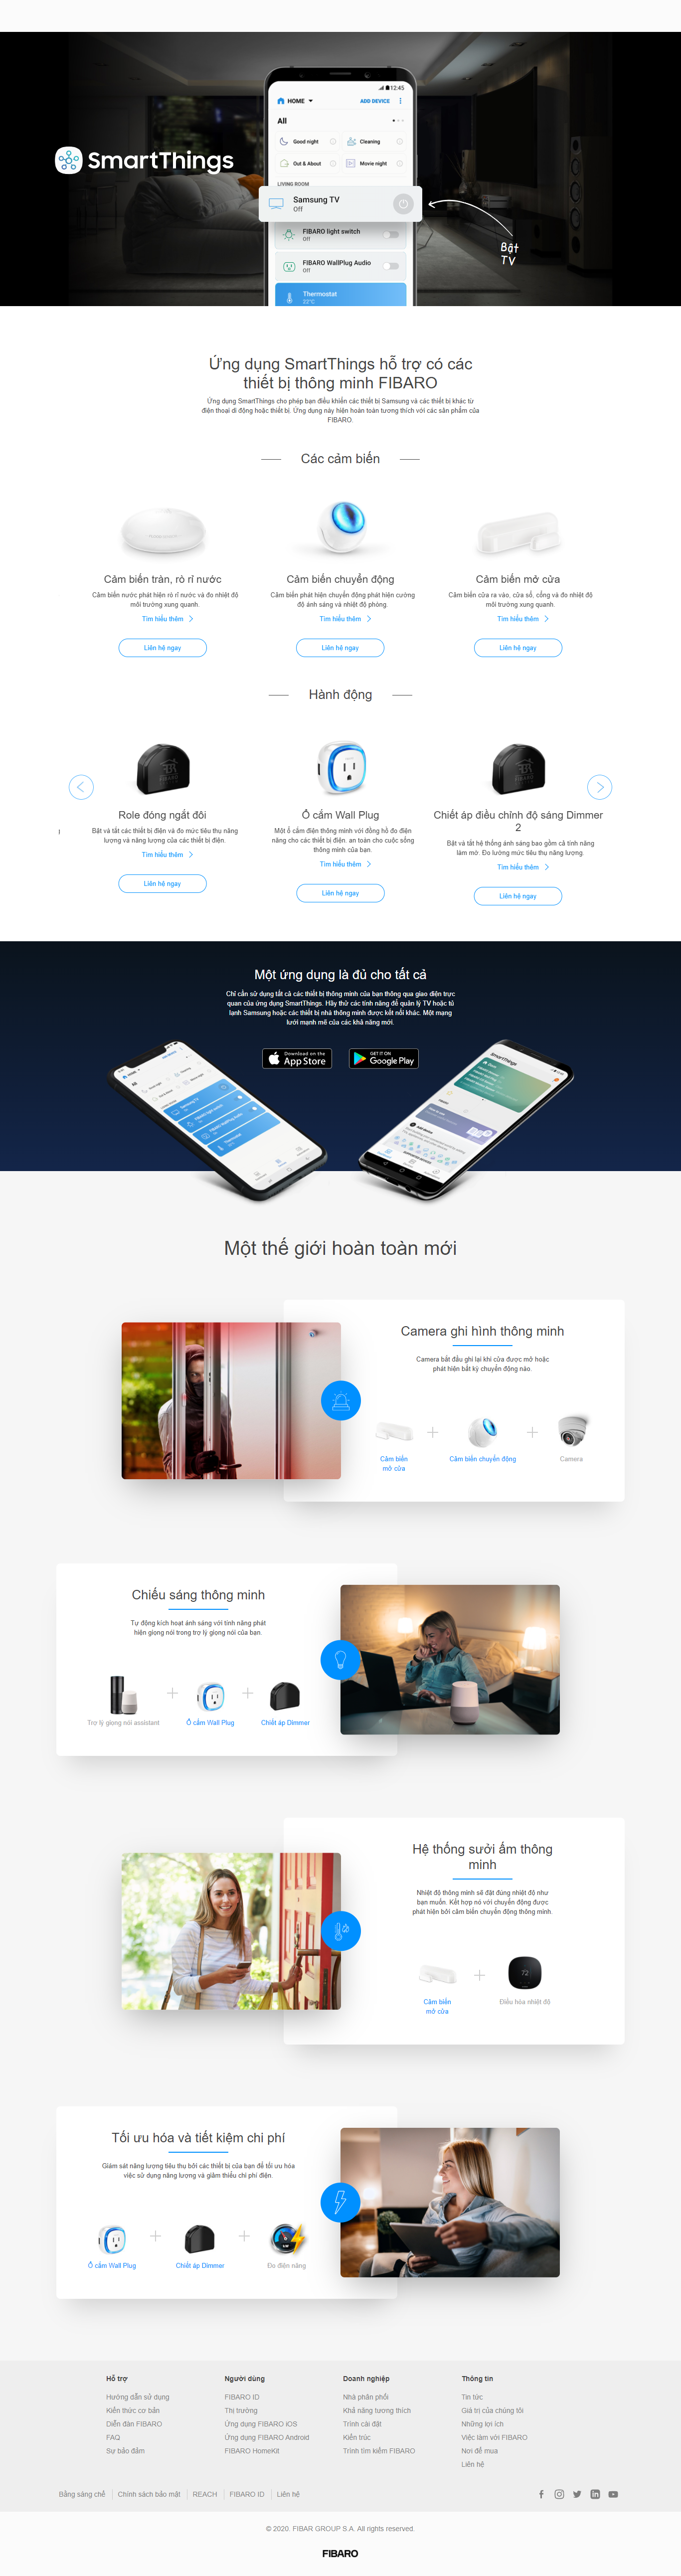 12:45
HOME
ADD DEVICE
All
Good night
Cleaning
Out & About
Movie night
LIVING ROOM
SmartThings
Samsung TV
Off
FIBARO light switch
Off
FIBARO WallPlug Audio
Off
Thermostat
22°C
Bật
TV
Ứng dụng SmartThings hỗ trợ có các
thiết bị thông minh FIBARO
Ứng dụng SmartThings cho phép bạn điều khiển các thiết bị Samsung và các thiết bị khác từ
điện thoại di động hoặc thiết bị. Ứng dụng này hiện hoàn toàn tương thích với các sản phẩm của
FIBARO.
Các cảm biến
Cảm biến tràn, rò rỉ nước
Cảm biến nước phát hiện rò rỉ nước và đo nhiệt độ
môi trường xung quanh.
Tìm hiểu thêm
Liên hệ ngay
Cảm biến chuyển động
Cảm biến phát hiện chuyển động phát hiện cường
độ ánh sáng và nhiệt độ phòng.
Tìm hiểu thêm
Liên hệ ngay
Cảm biến mở cửa
Cảm biến cửa ra vào, cửa sổ, cổng và đo nhiệt độ
môi trường xung quanh.
Tìm hiểu thêm
Liên hệ ngay
Hành động
Role đóng ngắt đôi
Bật và tắt các thiết bị điện và đo mức tiêu thụ năng
lượng và năng lượng của các thiết bị điện.
Tìm hiểu thêm
Liên hệ ngay
Ổ cắm Wall Plug
Một ổ cắm điện thông minh với đồng hồ đo điện
năng cho các thiết bị điện. an toàn cho cuộc sống
thông minh của bạn.
Tìm hiểu thêm
Liên hệ ngay
Chiết áp điều chỉnh độ sáng Dimmer
2
Bật và tắt hệ thống ánh sáng bao gồm cả tính năng
làm mờ. Đo lường mức tiêu thụ năng lượng.
Tìm hiểu thêm
Liên hệ ngay
Một ứng dụng là đủ cho tất cả
Chỉ cần sử dụng tất cả các thiết bị thông minh của bạn thông qua giao diện trực
quan của ứng dụng SmartThings. Hãy thử các tính năng để quản lý TV hoặc tủ
lạnh Samsung hoặc các thiết bị nhà thông minh được kết nối khác. Một mạng
lưới mạnh mẽ của các khả năng mới.
Download on the
App Store
GET IT ON
Google Play
SmartThings
Một thế giới hoàn toàn mới
Camera ghi hình thông minh
Camera bắt đầu ghi lại khi cửa được mở hoặc
phát hiện bất kỳ chuyển động nào.
Cảm biến
mở cửa
Cảm biến chuyển động
Camera
Chiếu sáng thông minh
Tự động kích hoạt ánh sáng với tính năng phát
hiện giọng nói trong trợ lý giọng nói của bạn.
Trợ lý giọng nói assistant
Ổ cắm Wall Plug
Chiết áp Dimmer
Hệ thống sưởi ấm thông
minh
Nhiệt độ thông minh sẽ đặt đúng nhiệt độ như
bạn muốn. Kết hợp nó với chuyển động được
phát hiện bởi cảm biến chuyển động thông minh.
72
Cảm biến
mở cửa
Điều hòa nhiệt độ
Tối ưu hóa và tiết kiệm chi phí
Giám sát năng lượng tiêu thụ bởi các thiết bị của bạn để tối ưu hóa
việc sử dụng năng lượng và giảm thiểu chi phí điện.
Ổ cắm Wall Plug
Chiết áp Dimmer
Đo điện năng
Hỗ trợ
Hướng dẫn sử dụng
Kiến thức cơ bản
Diễn đàn FIBARO
FAQ
Sự bảo đảm
Người dùng
FIBARO ID
Thị trường
Ứng dụng FIBARO iOS
Ứng dụng FIBARO Android
FIBARO HomeKit
Doanh nghiệp
Nhà phân phối
Khả năng tương thích
Trình cài đặt
Kiến trúc
Trình tìm kiếm FIBARO
Thông tin
Tin tức
Giá trị của chúng tôi
Những lợi ích
Việc làm với FIBARO
Nơi để mua
Liên hệ
Bằng sáng chế
Chính sách bảo mật
REACH
FIBARO ID
Liên hệ
© 2020. FIBAR GROUP S.A. All rights reserved.
FIBARO